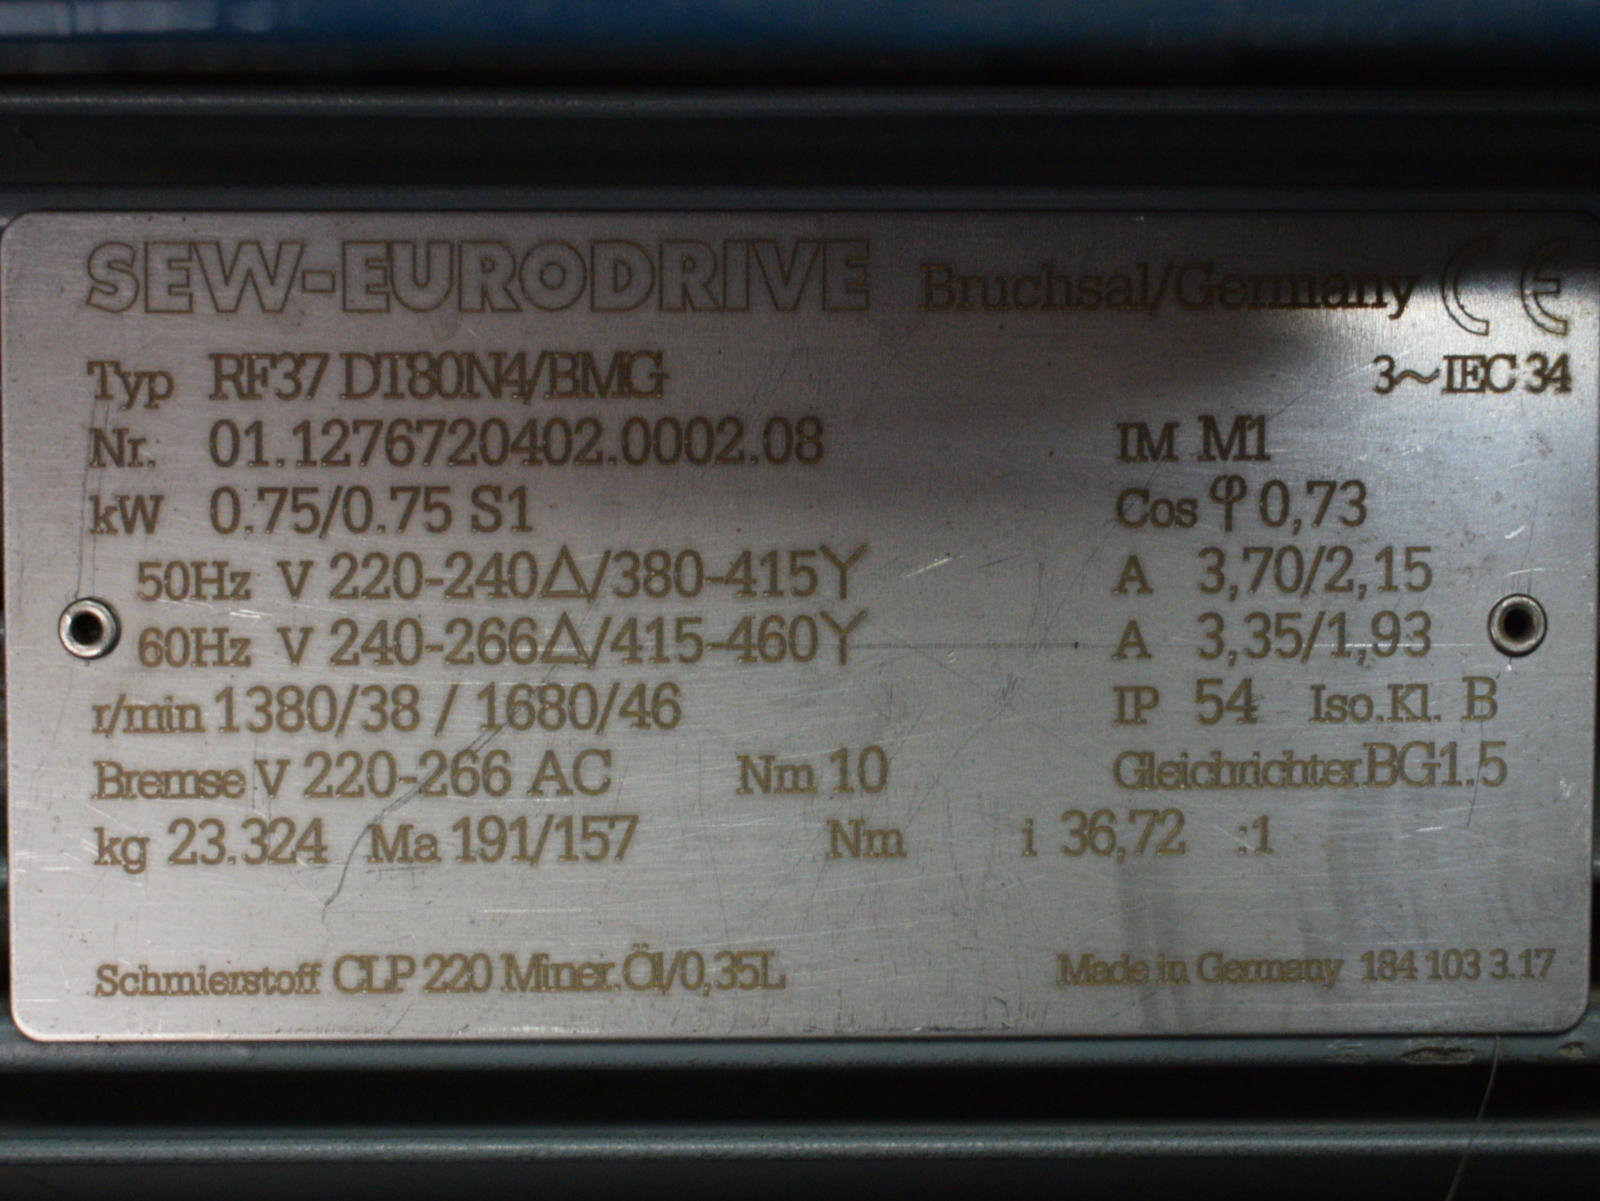 SEW-EURODRIVE Bruchsal/Germany CE
Typ RF37 DT80N4/BMG 3~IEC 34
Nr. 01.1276720402.0002.08 IM M1
kW 0.75/0.75 S1 Cos φ 0,73
50Hz V 220-240Δ/380-415Y A 3,70/2,15
60Hz V 240-266Δ/415-460Y A 3,35/1,93
r/min 1380/38 / 1680/46 IP 54 Iso.Kl. B
Bremse V 220-266 AC Nm 10 Gleichrichter BG1.5
kg 23.324 Ma 191/157 Nm i 36,72 :1
Schmierstoff CLP 220 Miner.Öl/0,35L Made in Germany 184 103 3.17